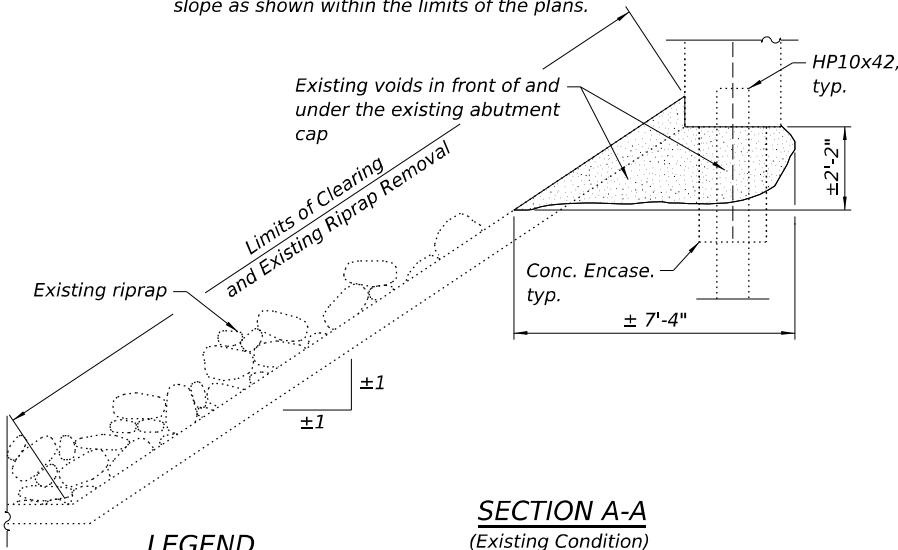 slope as shown within the limits of the plans.
HP10x42,
typ.
Existing voids in front of and
under the existing abutment
cap
±2'-2"
Limits of Clearing
and Existing Riprap Removal
Conc. Encase.
typ.
Existing riprap
± 7'-4"
±1
±1
SECTION A-A
(Existing Condition)
LEGEND